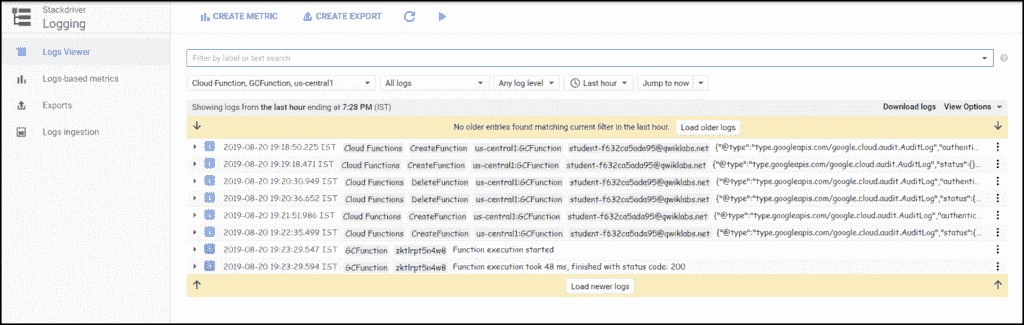 Stackdriver
Logging
CREATE METRIC CREATE EXPORT
Logs Viewer
Logs-based metrics
Exports
Logs ingestion
Filter by label or text search
Cloud Function, GCFunction, us-central1 All logs Any log level Last hour Jump to now
Showing logs from the last hour ending at 7:28 PM (IST) Download logs View Options
No older entries found matching current filter in the last hour. Load older logs
2019-08-20 19:18:50.225 IST Cloud Functions CreateFunction us-central1:GCFunction student-f632ca5ada95@qwiklabs.net {"@type":"type.googleapis.com/google.cloud.audit.AuditLog","authentic…
2019-08-20 19:19:18.471 IST Cloud Functions CreateFunction us-central1:GCFunction student-f632ca5ada95@qwiklabs.net {"@type":"type.googleapis.com/google.cloud.audit.AuditLog","status":{}…
2019-08-20 19:20:30.949 IST Cloud Functions DeleteFunction us-central1:GCFunction student-f632ca5ada95@qwiklabs.net {"@type":"type.googleapis.com/google.cloud.audit.AuditLog","authentic…
2019-08-20 19:20:36.652 IST Cloud Functions DeleteFunction us-central1:GCFunction student-f632ca5ada95@qwiklabs.net {"@type":"type.googleapis.com/google.cloud.audit.AuditLog","status":{…
2019-08-20 19:21:51.986 IST Cloud Functions CreateFunction us-central1:GCFunction student-f632ca5ada95@qwiklabs.net {"@type":"type.googleapis.com/google.cloud.audit.AuditLog","authentic…
2019-08-20 19:22:35.499 IST Cloud Functions CreateFunction us-central1:GCFunction student-f632ca5ada95@qwiklabs.net {"@type":"type.googleapis.com/google.cloud.audit.AuditLog","status":{…
2019-08-20 19:23:29.547 IST GCFunction zktlrpt5n4w8 Function execution started
2019-08-20 19:23:29.594 IST GCFunction zktlrpt5n4w8 Function execution took 48 ms, finished with status code: 200
Load newer logs